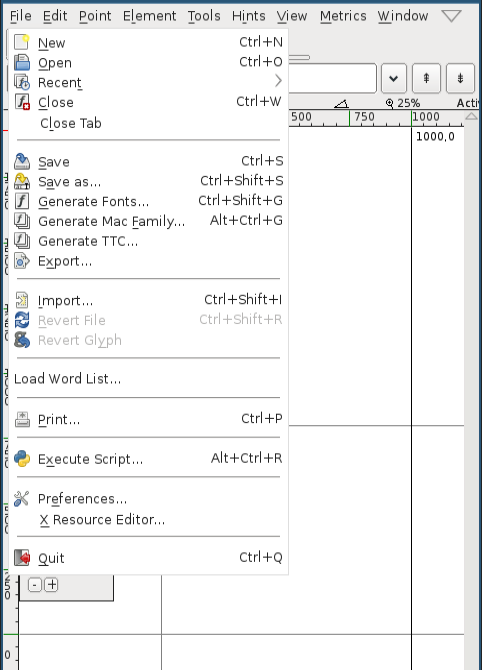 File Edit Point Element Tools Hints View Metrics Window
New Ctrl+N
Open Ctrl+O
Recent
Close Ctrl+W
25% Acti
Close Tab
500 750 1000
1000,0
Save Ctrl+S
Save as... Ctrl+Shift+S
Generate Fonts... Ctrl+Shift+G
Generate Mac Family... Alt+Ctrl+G
Generate TTC...
Export...
Import... Ctrl+Shift+I
Revert File Ctrl+Shift+R
Revert Glyph
Load Word List...
Print... Ctrl+P
Execute Script... Alt+Ctrl+R
Preferences...
X Resource Editor...
Quit Ctrl+Q
- +
0